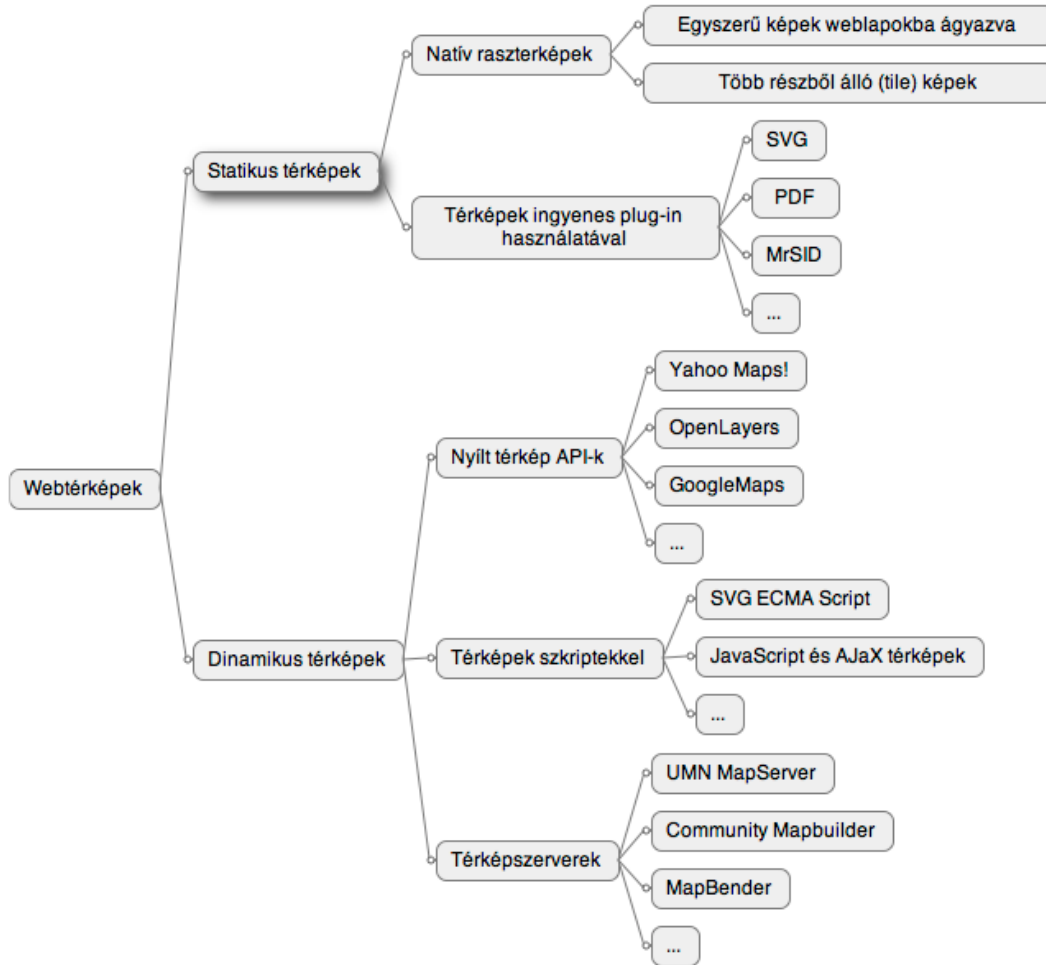 Egyszerű képek weblapokba ágyazva
Natív raszterképek
Több részből álló (tile) képek
SVG
Statikus térképek
PDF
Térképek ingyenes plug-in
használatával
MrSID
...
Yahoo Maps!
OpenLayers
Nyílt térkép API-k
GoogleMaps
Webtérképek
...
SVG ECMA Script
Dinamikus térképek
Térképek szkriptekkel
JavaScript és AJaX térképek
...
UMN MapServer
Community Mapbuilder
Térképszerverek
MapBender
...